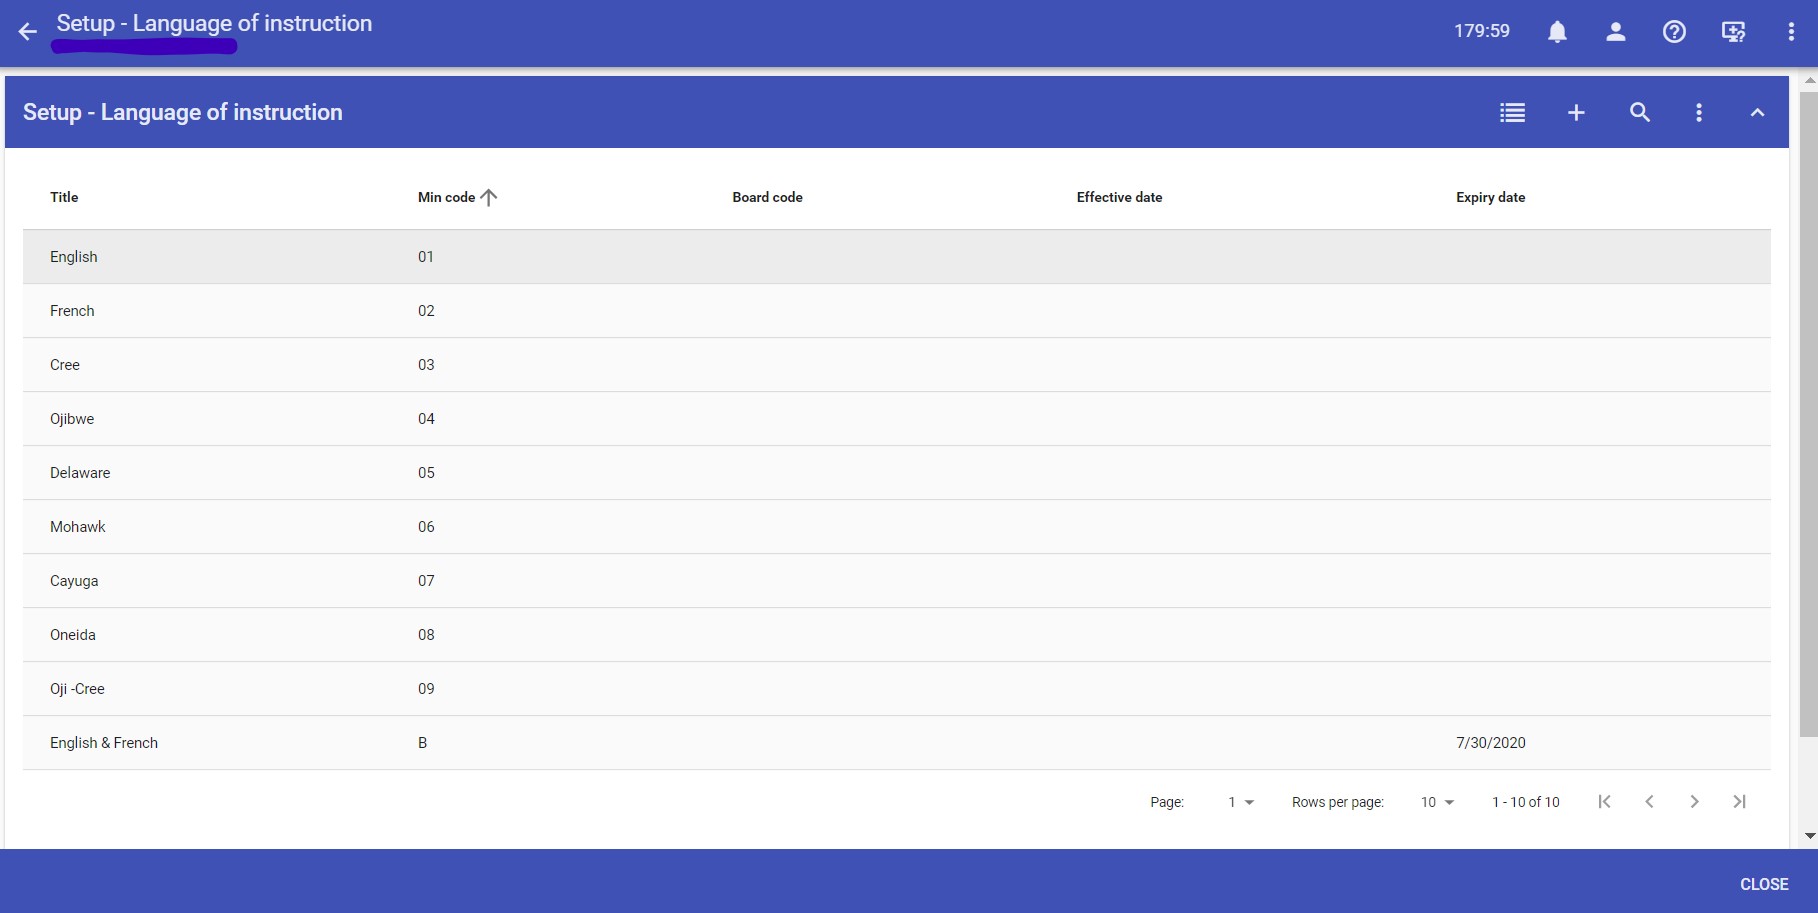 Setup - Language of instruction
179:59
Setup - Language of instruction
Title Min code Board code Effective date Expiry date
English 01
French 02
Cree 03
Ojibwe 04
Delaware 05
Mohawk 06
Cayuga 07
Oneida 08
Oji -Cree 09
English & French B 7/30/2020
Page: 1 Rows per page: 10 1 - 10 of 10
CLOSE